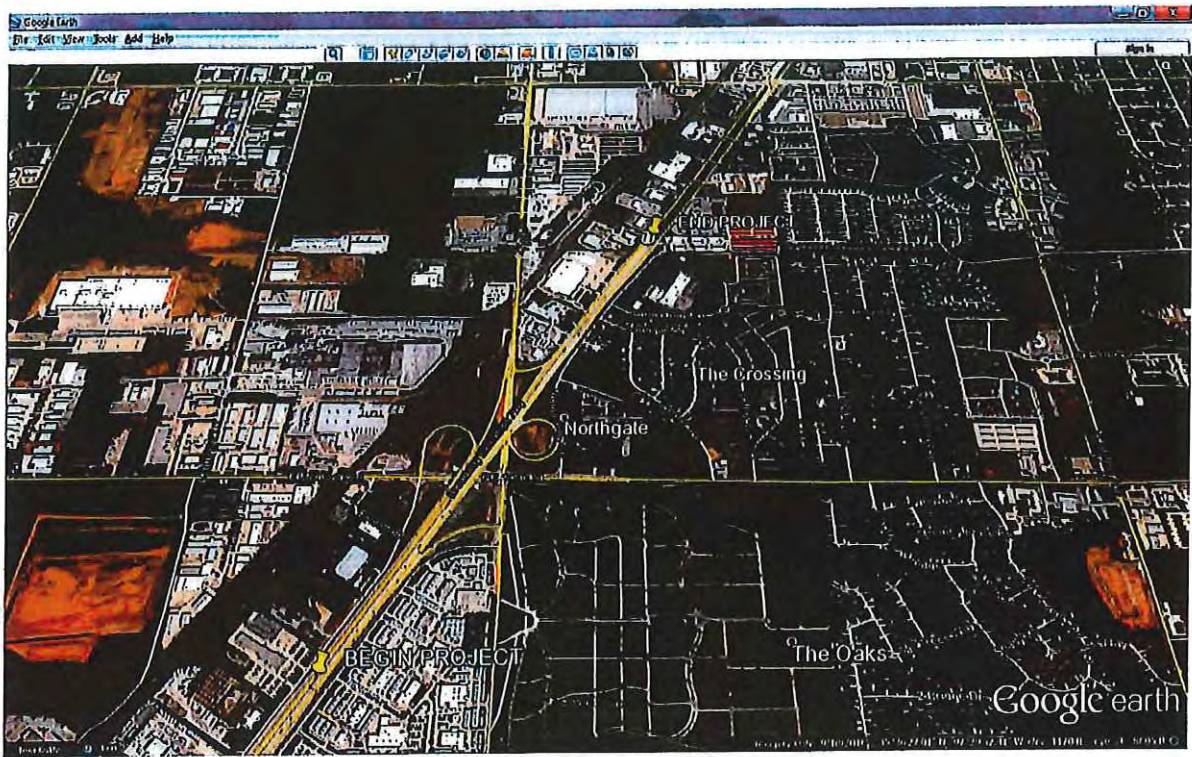 Google Earth
File Edit View Tools Add Help
Sign in
END PROJECT
The Crossing
Northgate
BEGIN PROJECT
The Oaks
Google earth